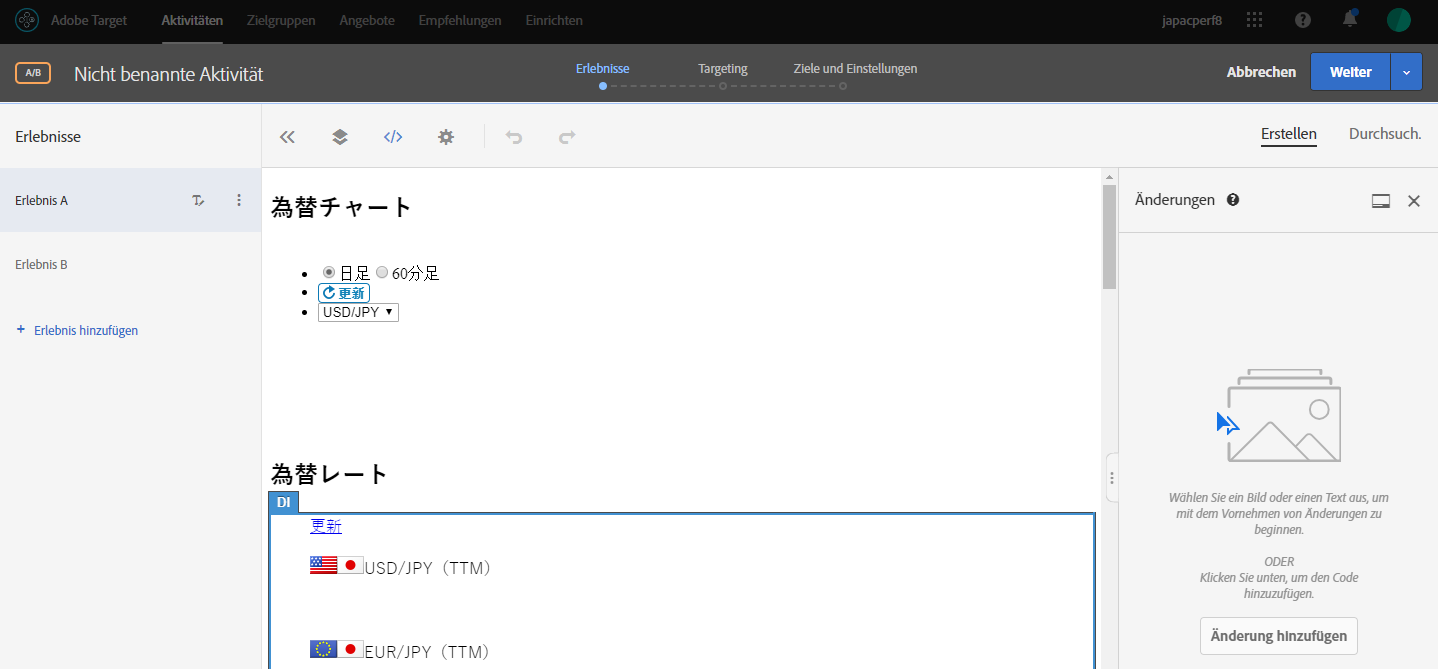 Adobe Target Aktivitäten Zielgruppen Angebote Empfehlungen Einrichten japacperf8
A/B Nicht benannte Aktivität Erlebnisse Targeting Ziele und Einstellungen Abbrechen Weiter
Erlebnisse Erstellen Durchsuch.
Erlebnis A
Erlebnis B
+ Erlebnis hinzufügen
為替チャート
日足 60分足
更新
USD/JPY
為替レート
DI
更新
USD/JPY（TTM）
EUR/JPY（TTM）
Änderungen
Wählen Sie ein Bild oder einen Text aus, um
mit dem Vornehmen von Änderungen zu
beginnen.
ODER
Klicken Sie unten, um den Code
hinzuzufügen.
Änderung hinzufügen